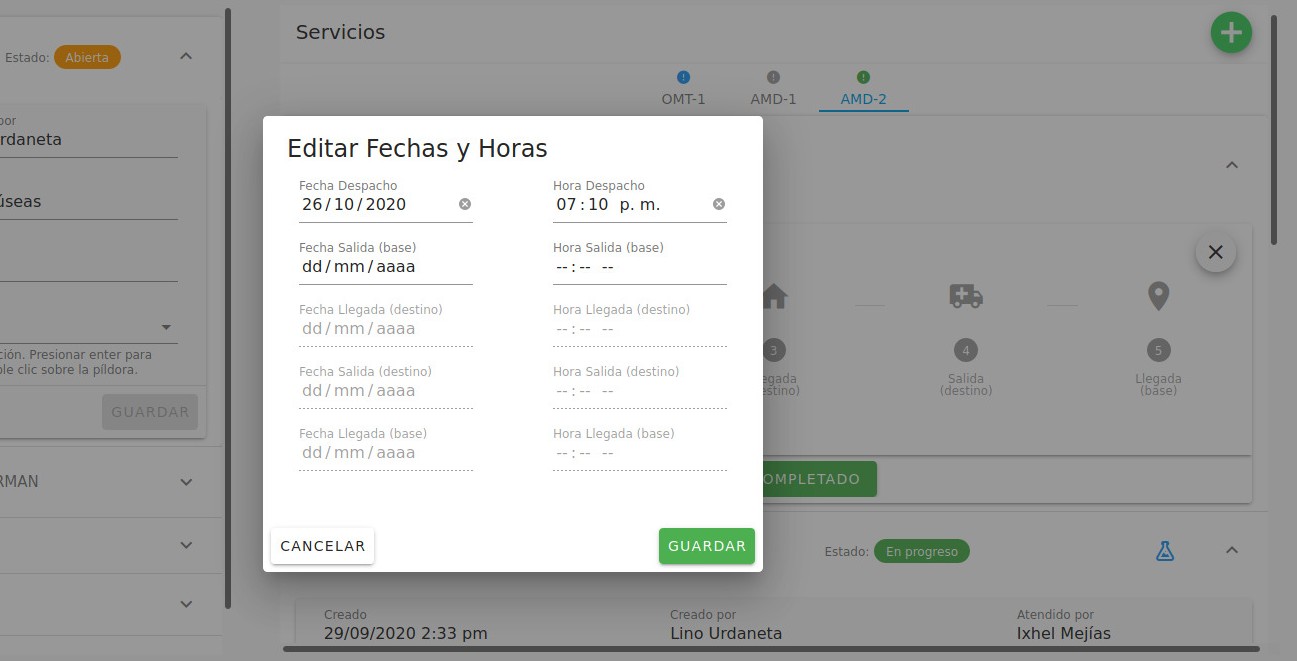 Servicios
Estado: Abierta
OMT-1
AMD-1
AMD-2
por
rdaneta
úseas
ción. Presionar enter para
ble clic sobre la píldora.
GUARDAR
RMAN
Editar Fechas y Horas
Fecha Despacho
26/10/2020
Hora Despacho
07:10 p. m.
Fecha Salida (base)
dd/mm/aaaa
Hora Salida (base)
--:-- --
Fecha Llegada (destino)
dd/mm/aaaa
Hora Llegada (destino)
--:-- --
Fecha Salida (destino)
dd/mm/aaaa
Hora Salida (destino)
--:-- --
Fecha Llegada (base)
dd/mm/aaaa
Hora Llegada (base)
--:-- --
CANCELAR
GUARDAR
3
egada
estino)
4
Salida
(destino)
5
Llegada
(base)
OMPLETADO
Estado: En progreso
Creado
29/09/2020 2:33 pm
Creado por
Lino Urdaneta
Atendido por
Ixhel Mejías